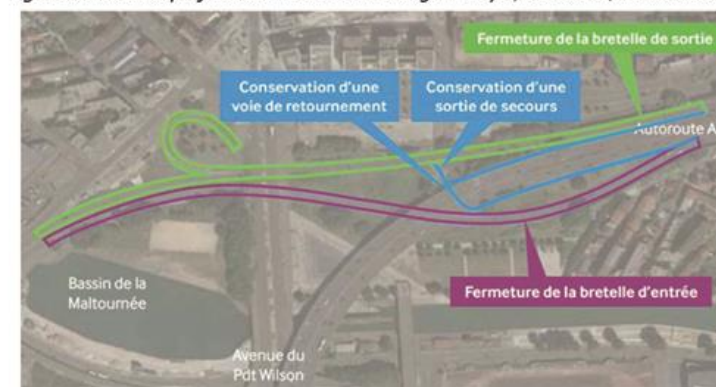 Fermeture de la bretelle de sortie
Conservation d'une
voie de retournement
Conservation d'une
sortie de secours
Autoroute A
Bassin de la
Maltournée
Fermeture de la bretelle d'entrée
Avenue du
Pdt Wilson